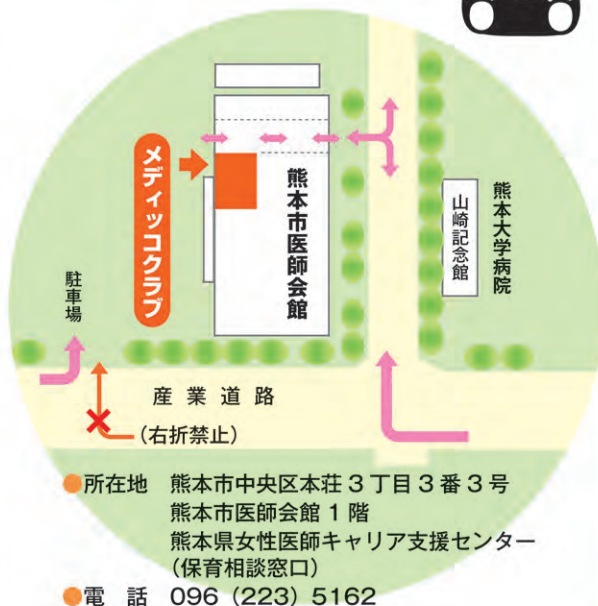 メディッコクラブ
熊本市医師会館
山崎記念館
熊本大学病院
駐車場
産業道路
(右折禁止)
●所在地 熊本市中央区本荘3丁目3番3号
熊本市医師会館1階
熊本県女性医師キャリア支援センター
(保育相談窓口)
●電 話 096(223)5162